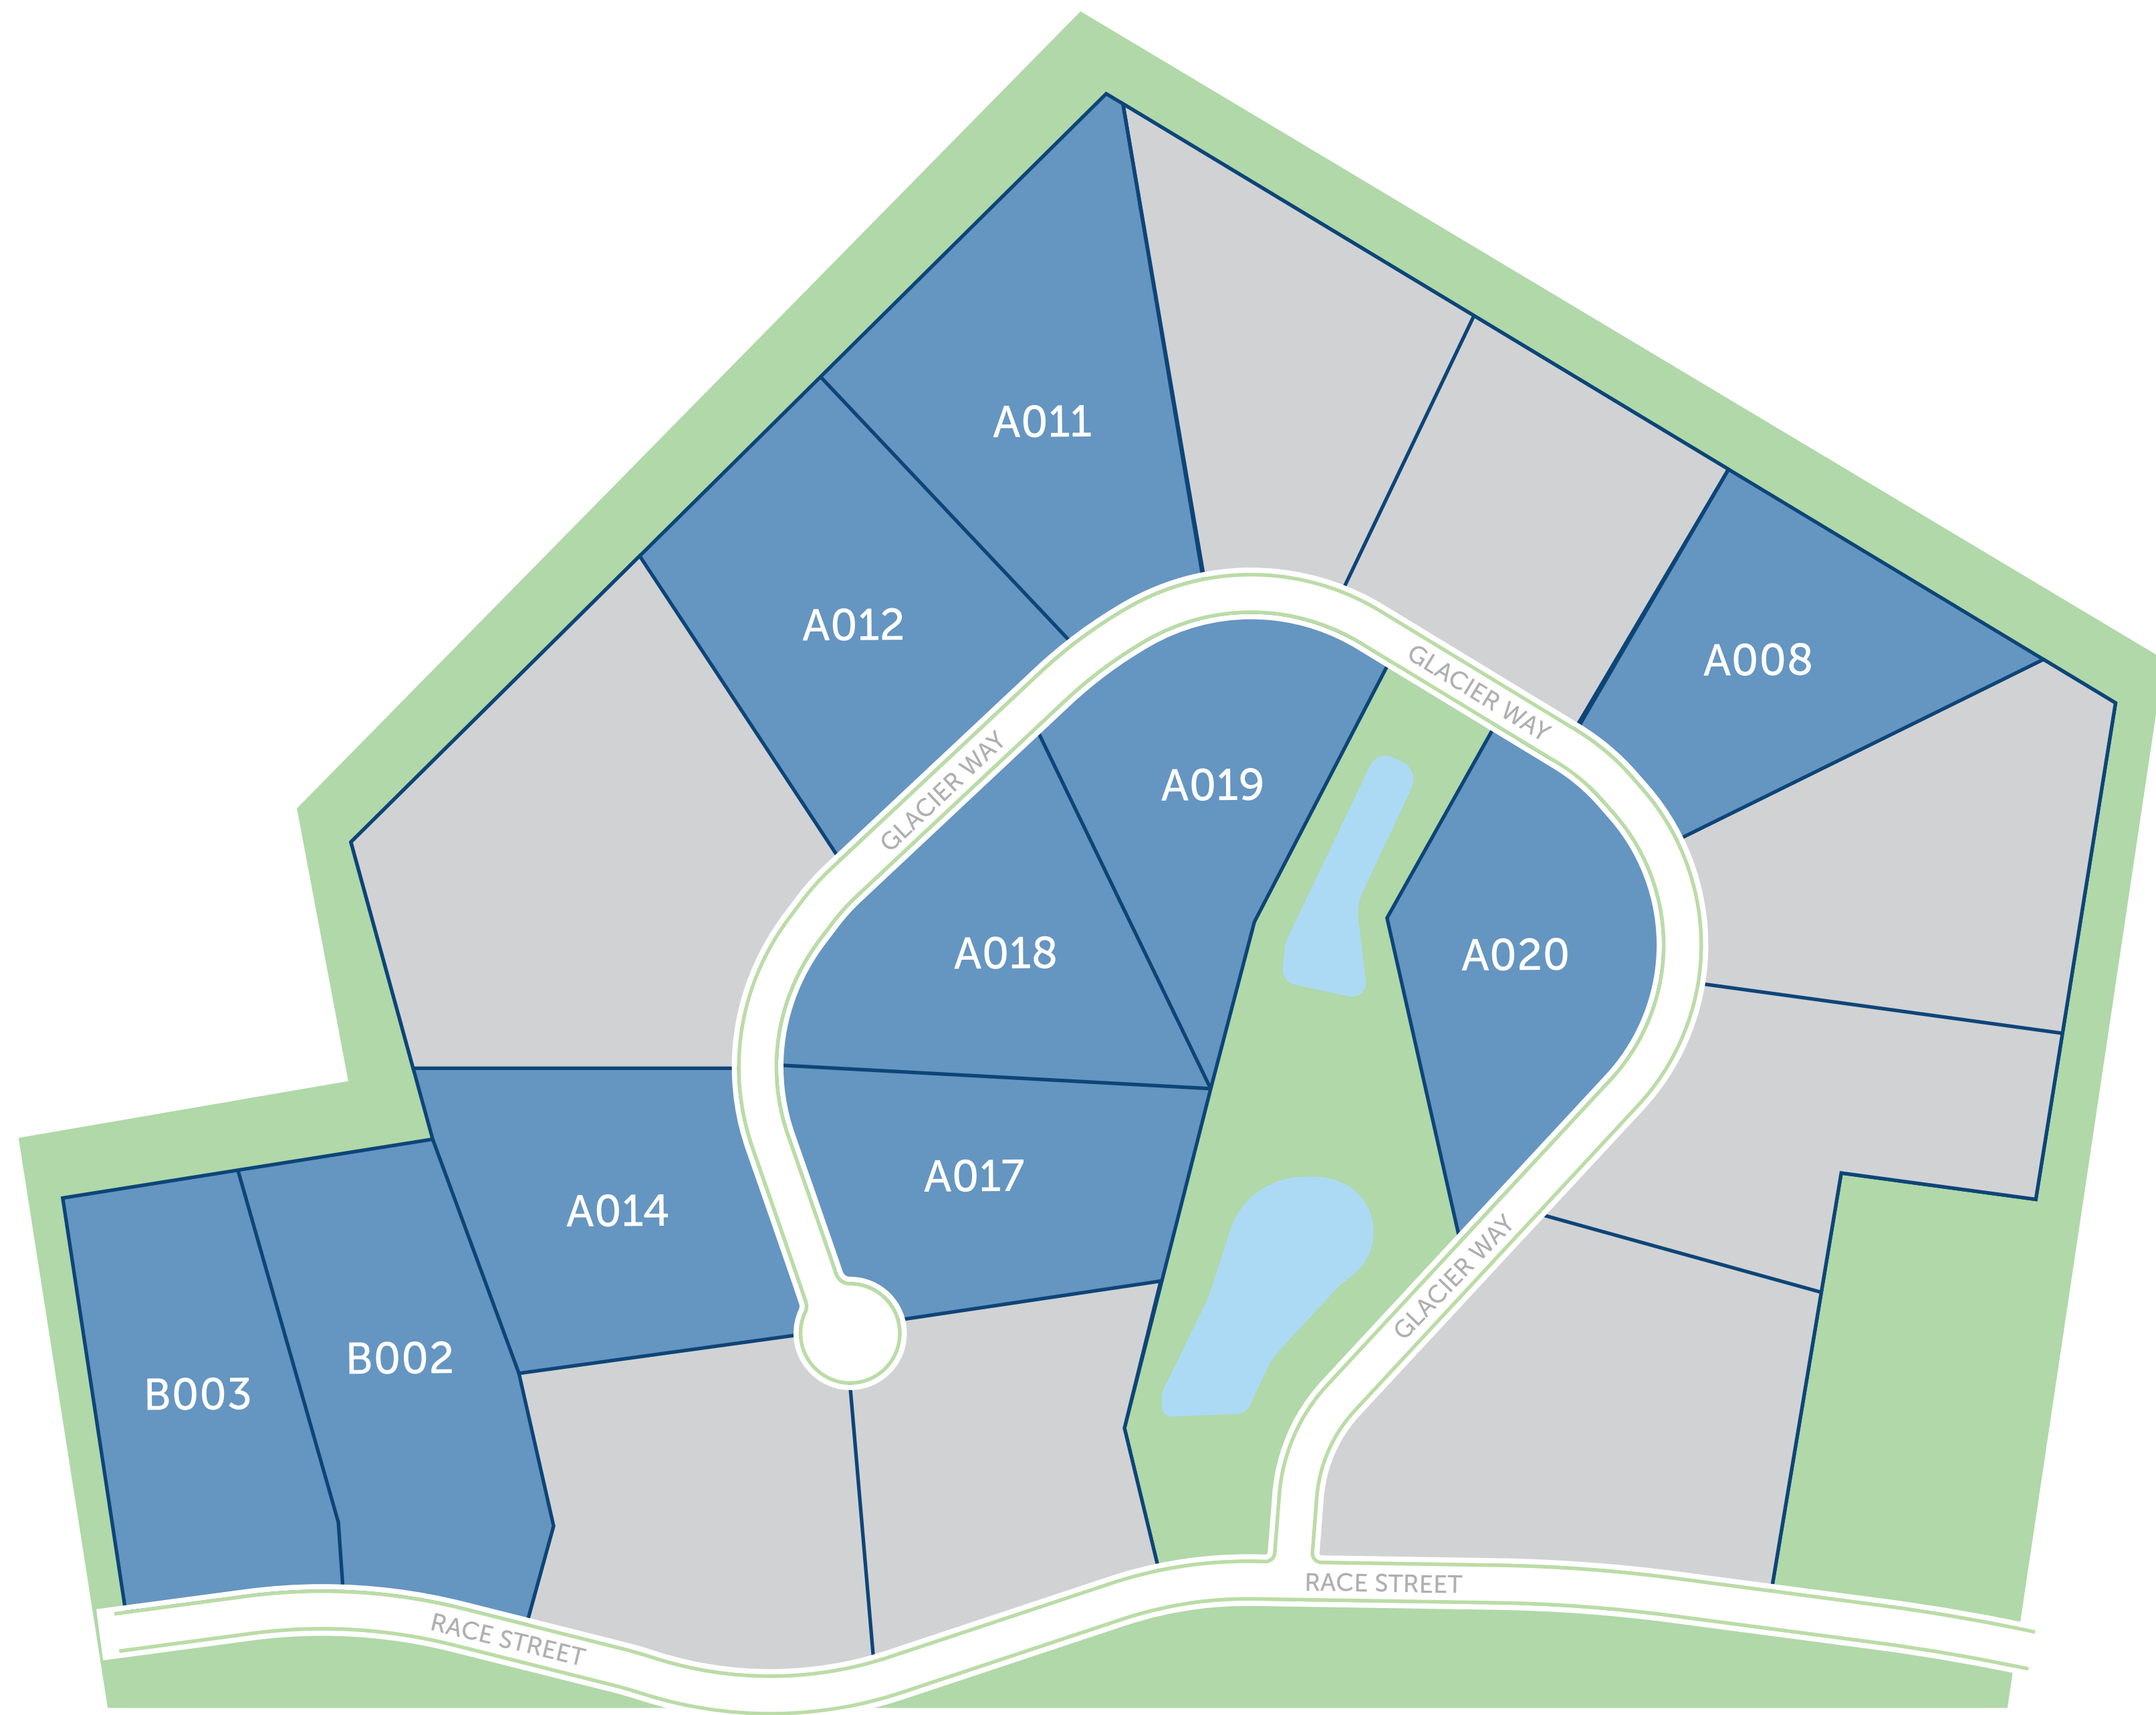 A011
A012
A008
GLACIER WAY
GLACIER WAY
A019
A018
A020
A017
A014
GLACIER WAY
B002
B003
RACE STREET
RACE STREET